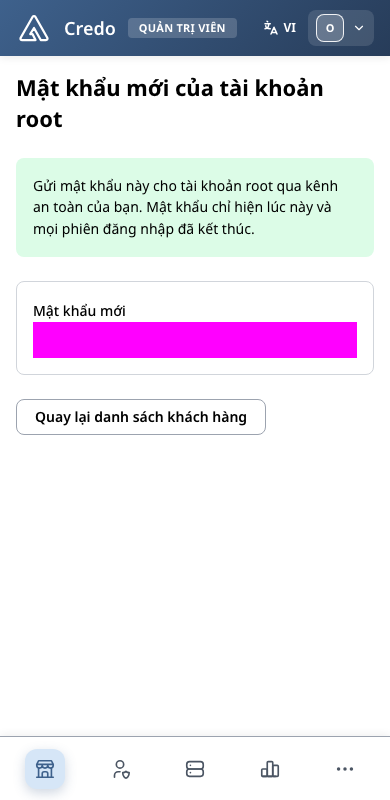 Credo
QUẢN TRỊ VIÊN
VI
O
Mật khẩu mới của tài khoản
root
Gửi mật khẩu này cho tài khoản root qua kênh
an toàn của bạn. Mật khẩu chỉ hiện lúc này và
mọi phiên đăng nhập đã kết thúc.
Mật khẩu mới
Quay lại danh sách khách hàng